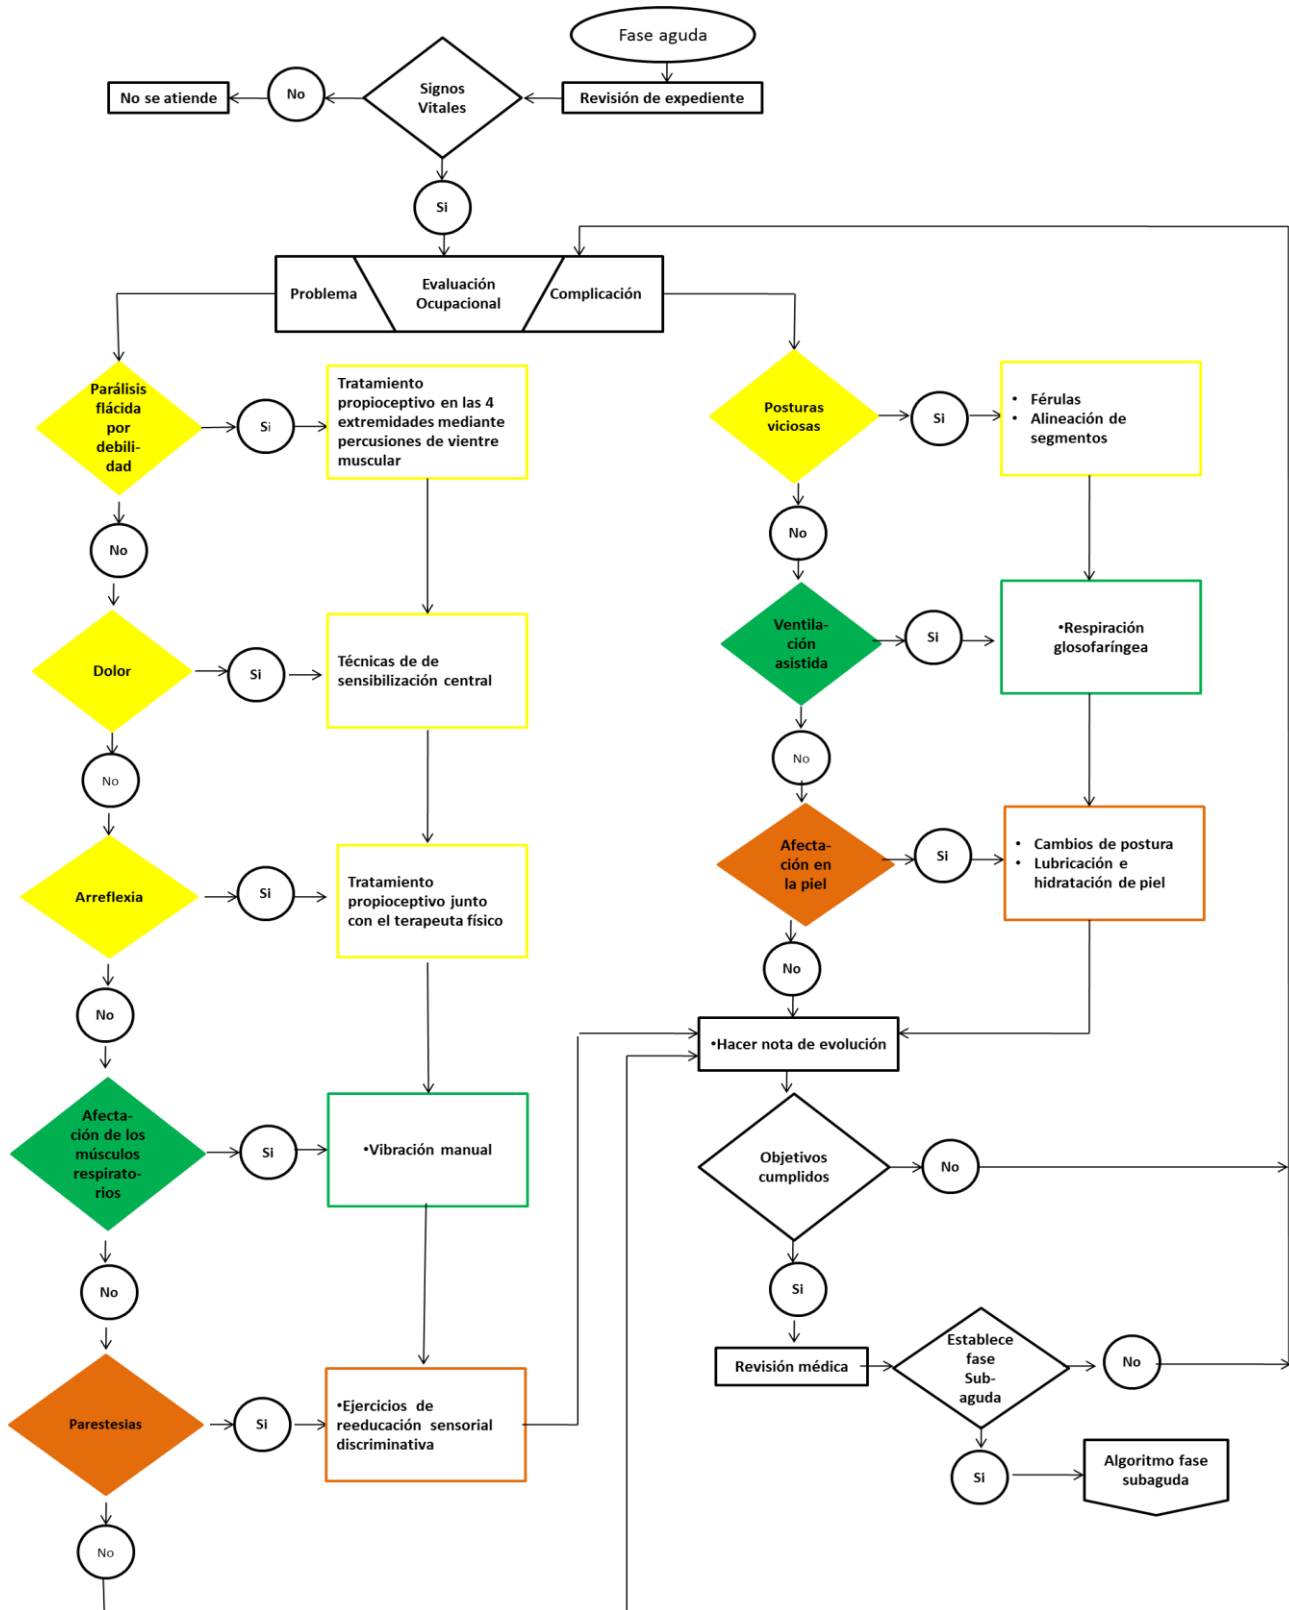 Fase aguda
Revisión de expediente
Signos
Vitales
No
No se atiende
Si
Problema
Evaluación
Ocupacional
Complicación
Parálisis
flácida
por
debili-
dad
Si
Tratamiento
propioceptivo en las 4
extremidades mediante
percusiones de vientre
muscular
No
Dolor
Si
Técnicas de de
sensibilización central
No
Arreflexia
Si
Tratamiento
propioceptivo junto
con el terapeuta físico
No
Afecta-
ción de los
músculos
respirato-
rios
Si
•Vibración manual
No
Parestesias
Si
•Ejercicios de
reeducación sensorial
discriminativa
No
Posturas
viciosas
Si
• Férulas
• Alineación de
segmentos
No
Ventila-
ción
asistida
Si
•Respiración
glosofaríngea
No
Afecta-
ción en
la piel
Si
• Cambios de postura
• Lubricación e
hidratación de piel
No
•Hacer nota de evolución
Objetivos
cumplidos
No
Si
Revisión médica
Establece
fase
Sub-
aguda
No
Si
Algoritmo fase
subaguda